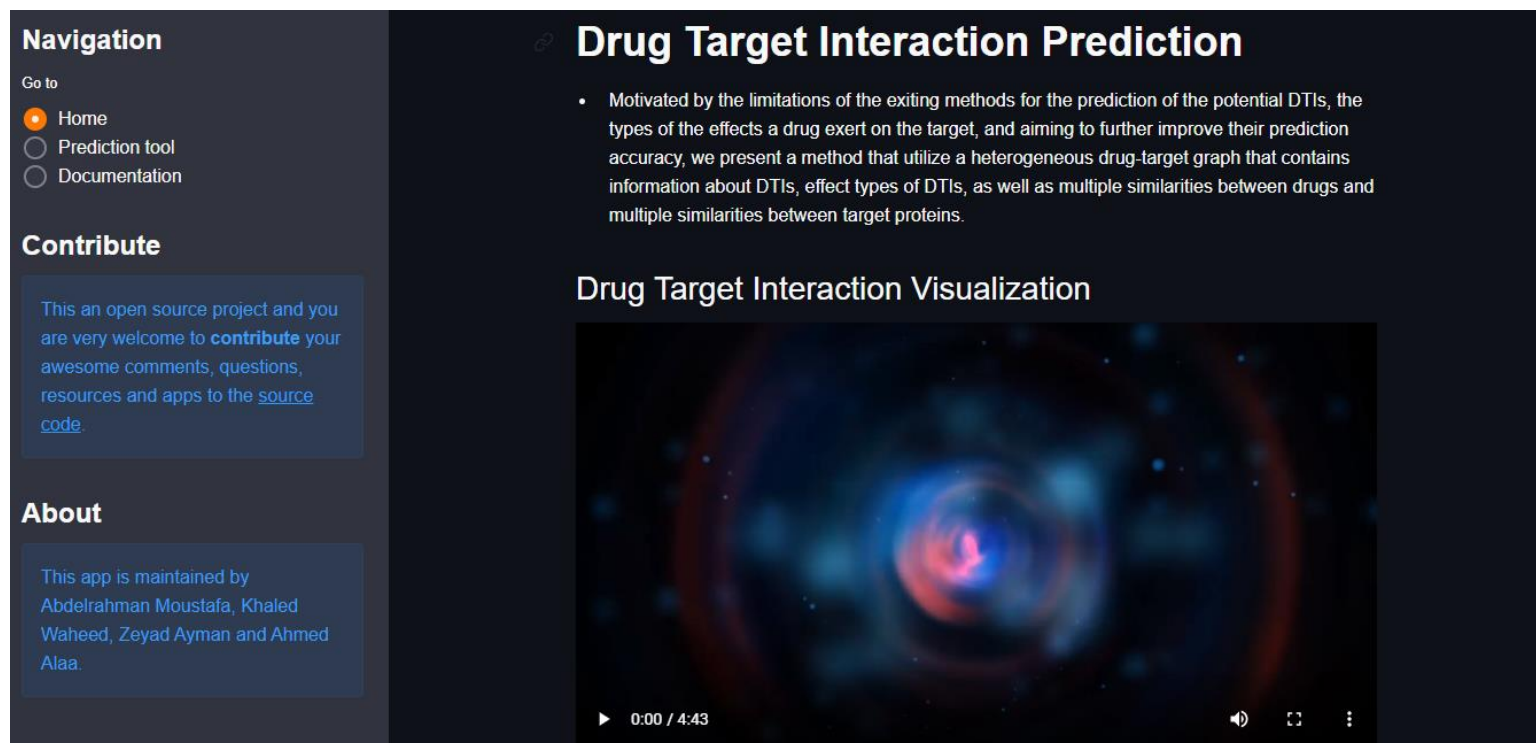 Navigation
Go to
Home
Prediction tool
Documentation
Contribute
This an open source project and you
are very welcome to contribute your
awesome comments, questions,
resources and apps to the source
code.
About
This app is maintained by
Abdelrahman Moustafa, Khaled
Waheed, Zeyad Ayman and Ahmed
Alaa.
Drug Target Interaction Prediction
• Motivated by the limitations of the exiting methods for the prediction of the potential DTIs, the
types of the effects a drug exert on the target, and aiming to further improve their prediction
accuracy, we present a method that utilize a heterogeneous drug-target graph that contains
information about DTIs, effect types of DTIs, as well as multiple similarities between drugs and
multiple similarities between target proteins.
Drug Target Interaction Visualization
0:00 / 4:43